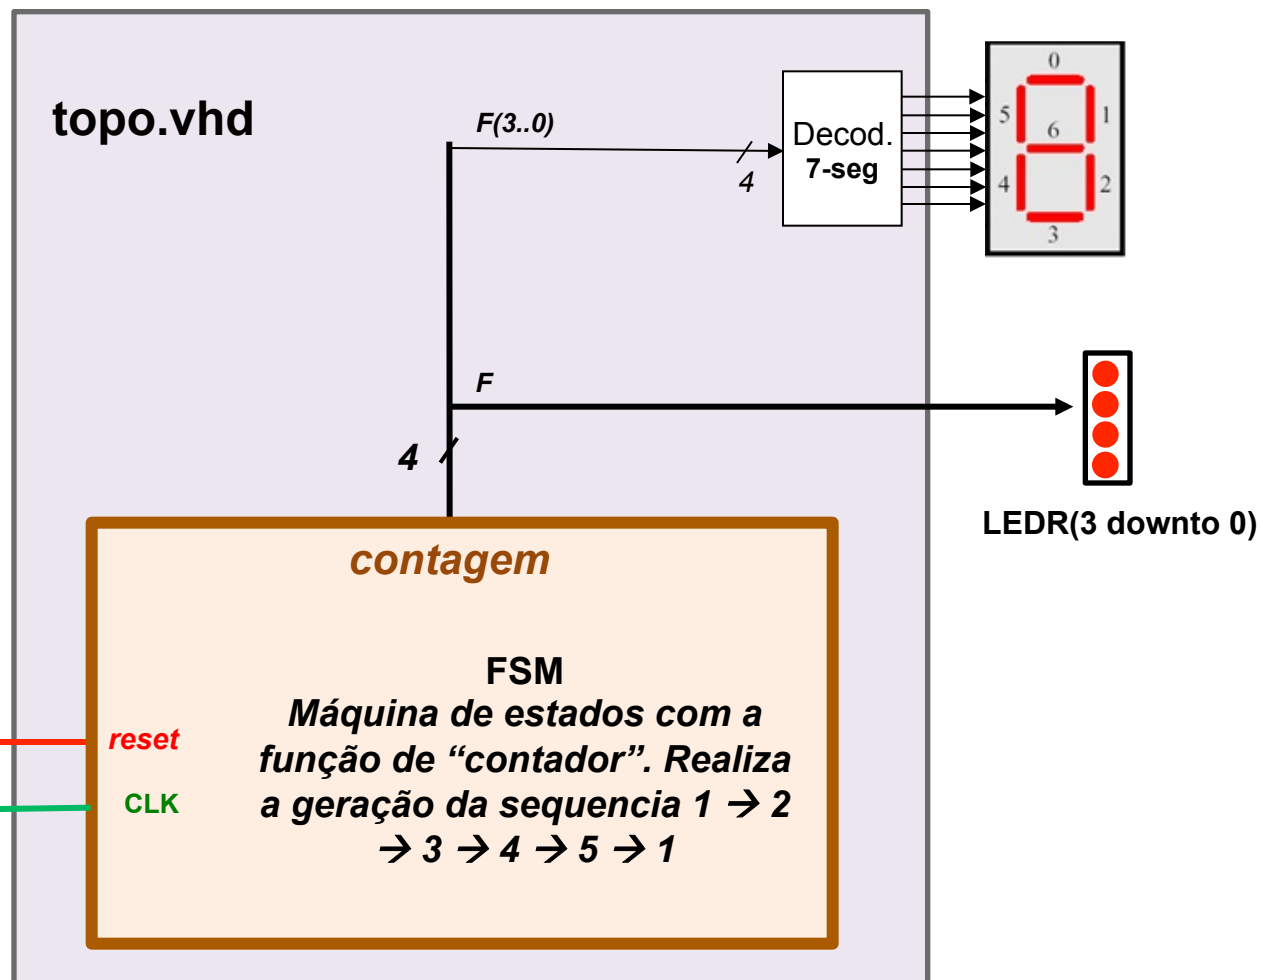 topo.vhd
F(3..0)
4
Decod.
7-seg
0
5
1
6
4
2
3
F
4
LEDR(3 downto 0)
contagem
FSM
Máquina de estados com a
função de “contador”. Realiza
a geração da sequencia 1 → 2
→ 3 → 4 → 5 → 1
reset
CLK